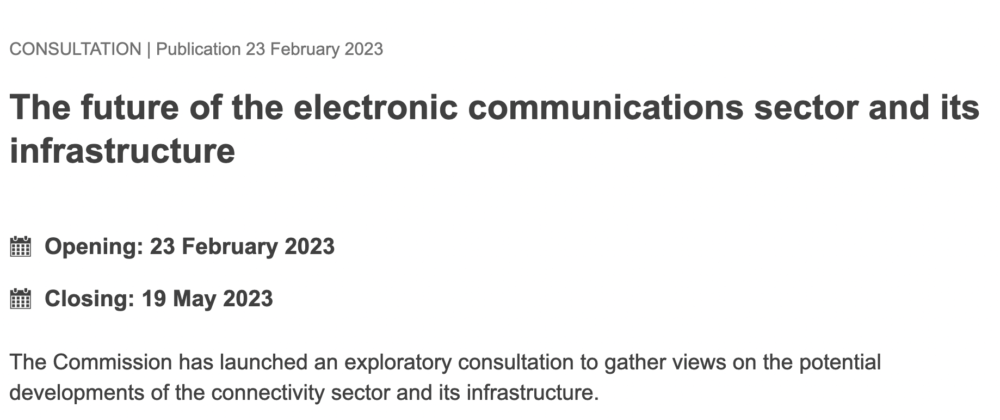 CONSULTATION | Publication 23 February 2023
The future of the electronic communications sector and its
infrastructure
Opening: 23 February 2023
Closing: 19 May 2023
The Commission has launched an exploratory consultation to gather views on the potential
developments of the connectivity sector and its infrastructure.